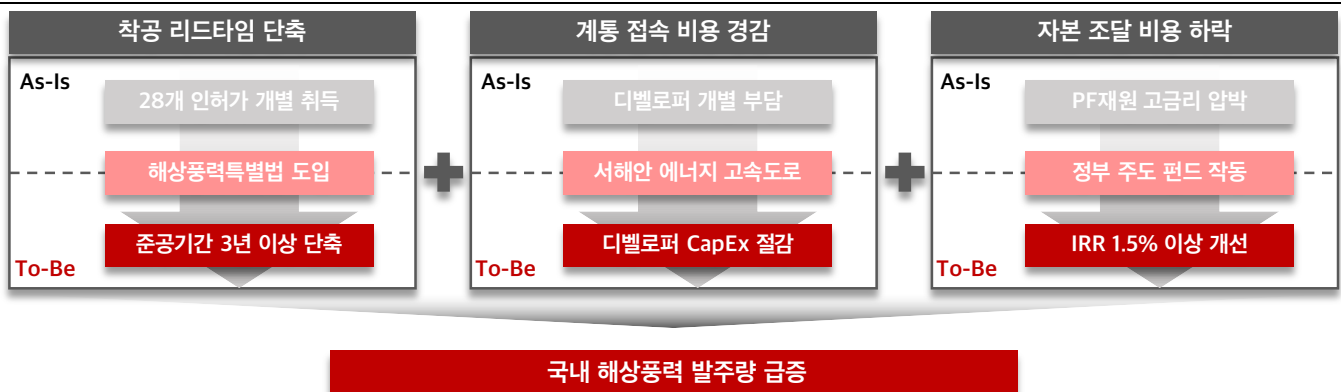 착공 리드타임 단축
As-Is
28개 인허가 개별 취득
해상풍력특별법 도입
준공기간 3년 이상 단축
To-Be
계통 접속 비용 경감
As-Is
디벨로퍼 개별 부담
서해안 에너지 고속도로
디벨로퍼 CapEx 절감
To-Be
자본 조달 비용 하락
As-Is
PF재원 고금리 압박
정부 주도 펀드 작동
IRR 1.5% 이상 개선
To-Be
국내 해상풍력 발주량 급증